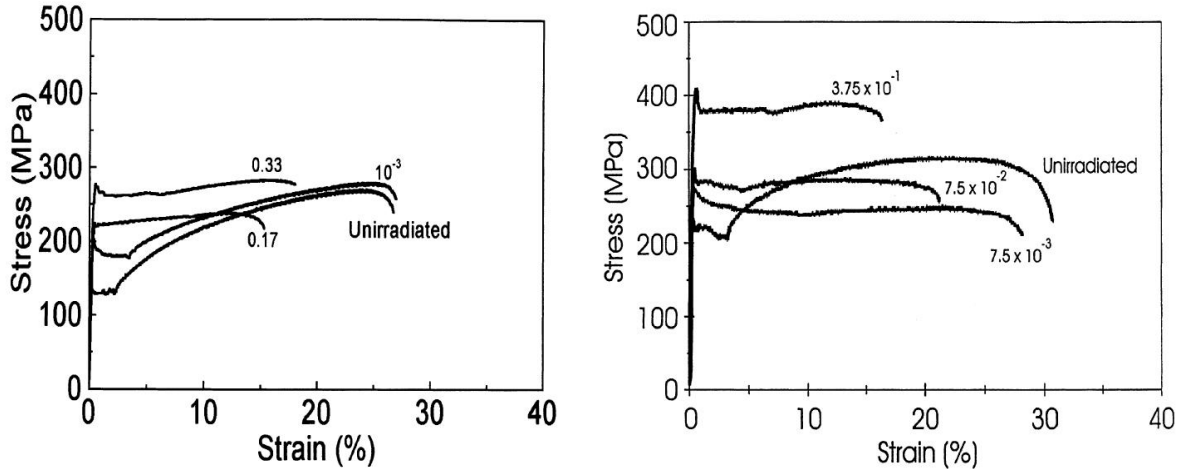 500
400
300
200
100
0
Stress (MPa)
0.33
10-3
0.17
Unirradiated
0
10
20
30
40
Strain (%)
500
400
300
200
100
0
Stress (MPa)
3.75 x 10-1
Unirradiated
7.5 x 10-2
7.5 x 10-3
0
10
20
30
40
Strain (%)